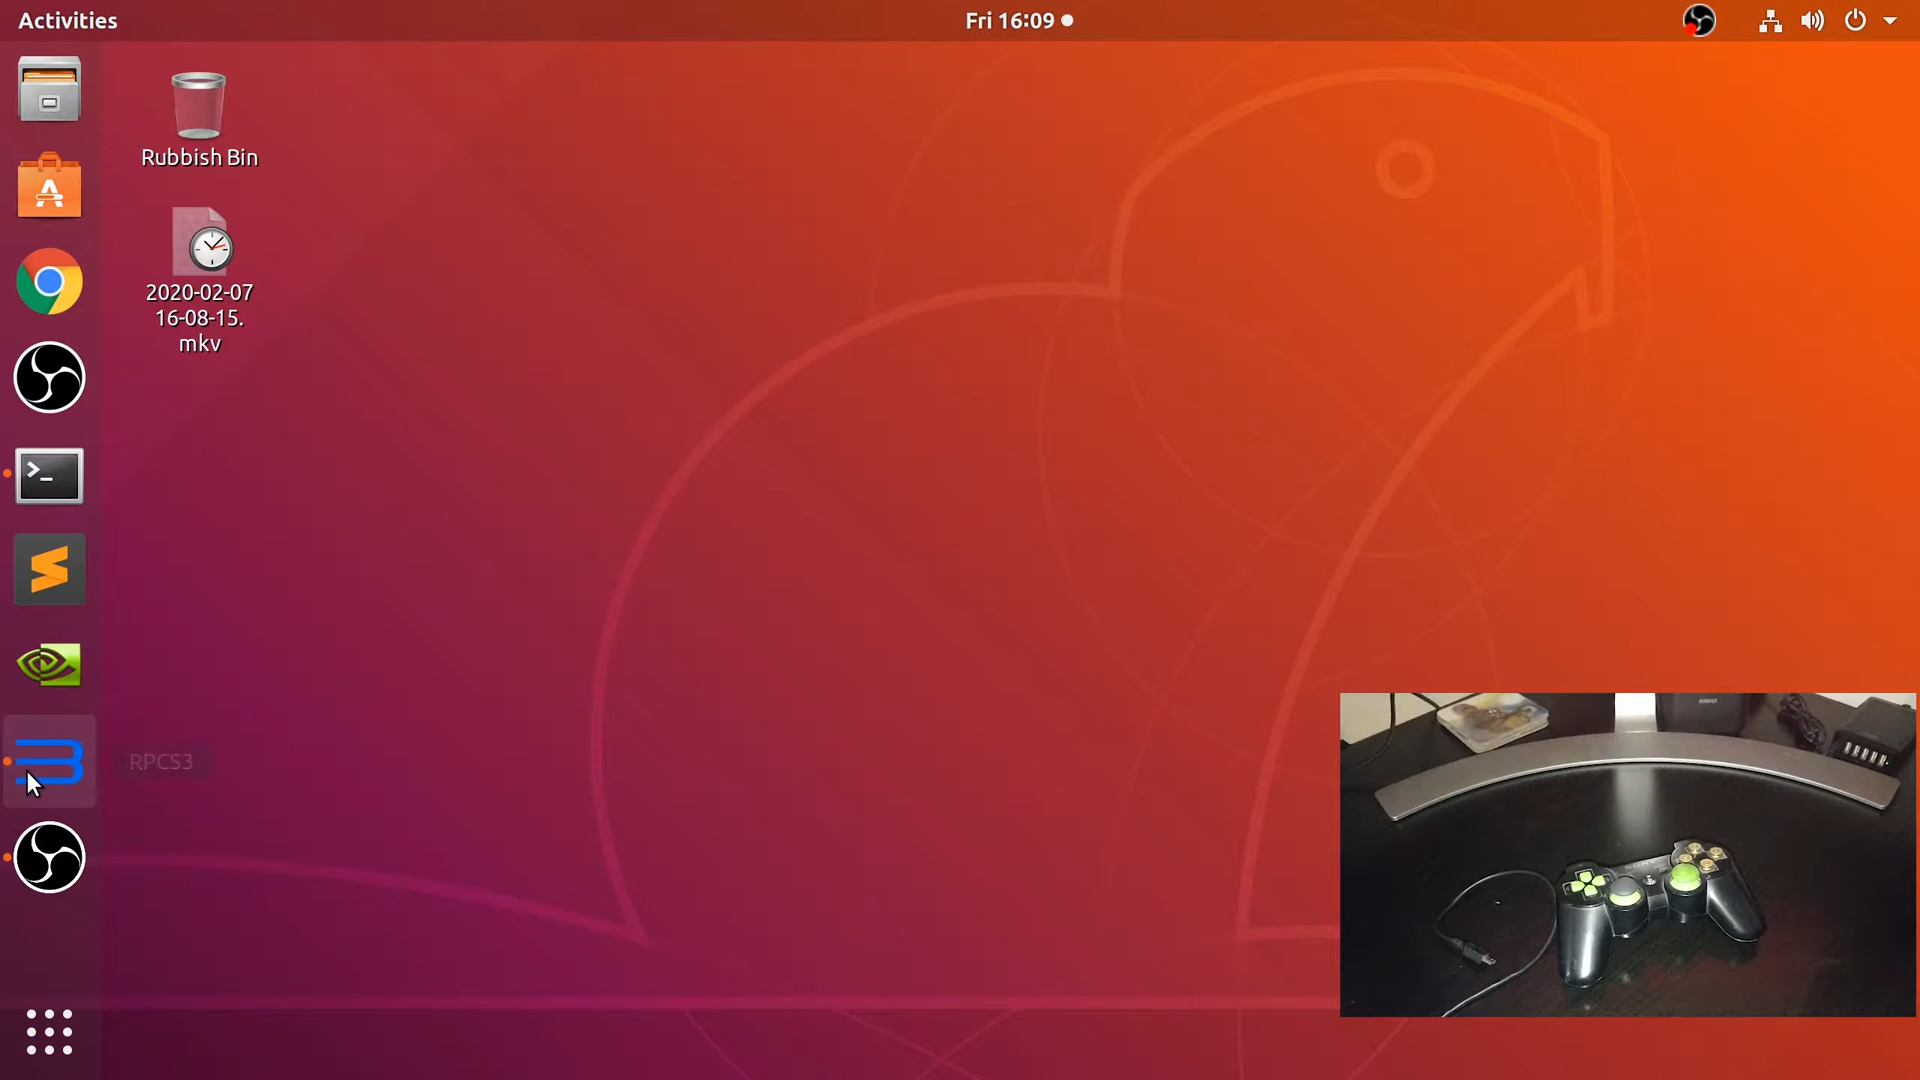 Activities
Fri 16:09
Rubbish Bin
2020-02-07
16-08-15.
mkv
RPCS3